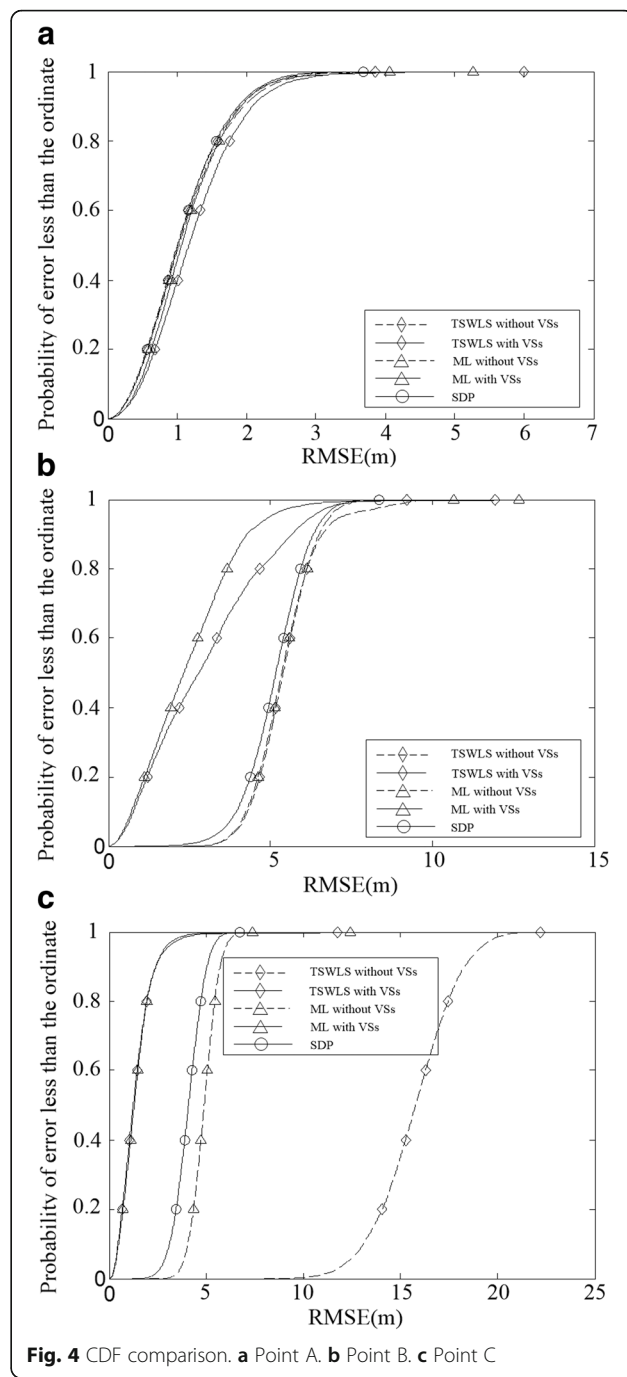 a
1
0.8
0.6
0.4
0.2
0
Probability of error less than the ordinate
0 1 2 3 4 5 6 7
RMSE(m)
TSWLS without VSs
TSWLS with VSs
ML without VSs
ML with VSs
SDP
b
1
0.8
0.6
0.4
0.2
0
Probability of error less than the ordinate
0 5 10 15
RMSE(m)
TSWLS without VSs
TSWLS with VSs
ML without VSs
ML with VSs
SDP
c
1
0.8
0.6
0.4
0.2
0
Probability of error less than the ordinate
0 5 10 15 20 25
RMSE(m)
TSWLS without VSs
TSWLS with VSs
ML without VSs
ML with VSs
SDP
Fig. 4 CDF comparison. a Point A. b Point B. c Point C